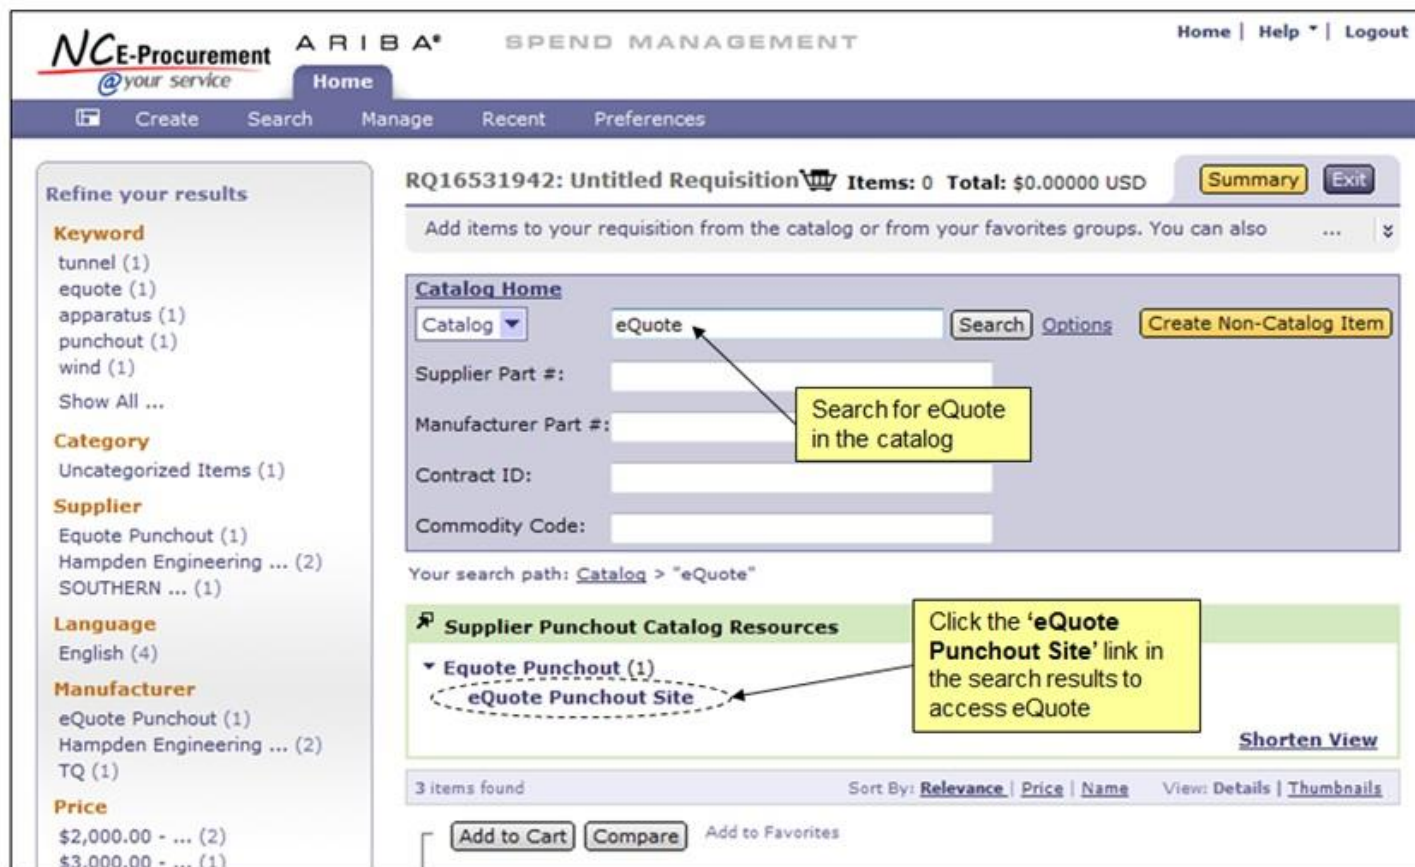 NCE-Procurement
@your service
ARIBA® SPEND MANAGEMENT
Home | Help | Logout
Home
Create Search Manage Recent Preferences
Refine your results
Keyword
tunnel (1)
equote (1)
apparatus (1)
punchout (1)
wind (1)
Show All ...
Category
Uncategorized Items (1)
Supplier
Equote Punchout (1)
Hampden Engineering ... (2)
SOUTHERN ... (1)
Language
English (4)
Manufacturer
eQuote Punchout (1)
Hampden Engineering ... (2)
TQ (1)
Price
$2,000.00 - ... (2)
$3,000.00 - ... (1)
RQ16531942: Untitled Requisition Items: 0 Total: $0.00000 USD Summary Exit
Add items to your requisition from the catalog or from your favorites groups. You can also ...
Catalog Home
Catalog eQuote Search Options Create Non-Catalog Item
Supplier Part #:
Manufacturer Part #:
Contract ID:
Commodity Code:
Search for eQuote
in the catalog
Your search path: Catalog > "eQuote"
Supplier Punchout Catalog Resources
Equote Punchout (1)
eQuote Punchout Site
Click the ‘eQuote
Punchout Site’ link in
the search results to
access eQuote
Shorten View
3 items found Sort By: Relevance | Price | Name View: Details | Thumbnails
Add to Cart Compare Add to Favorites